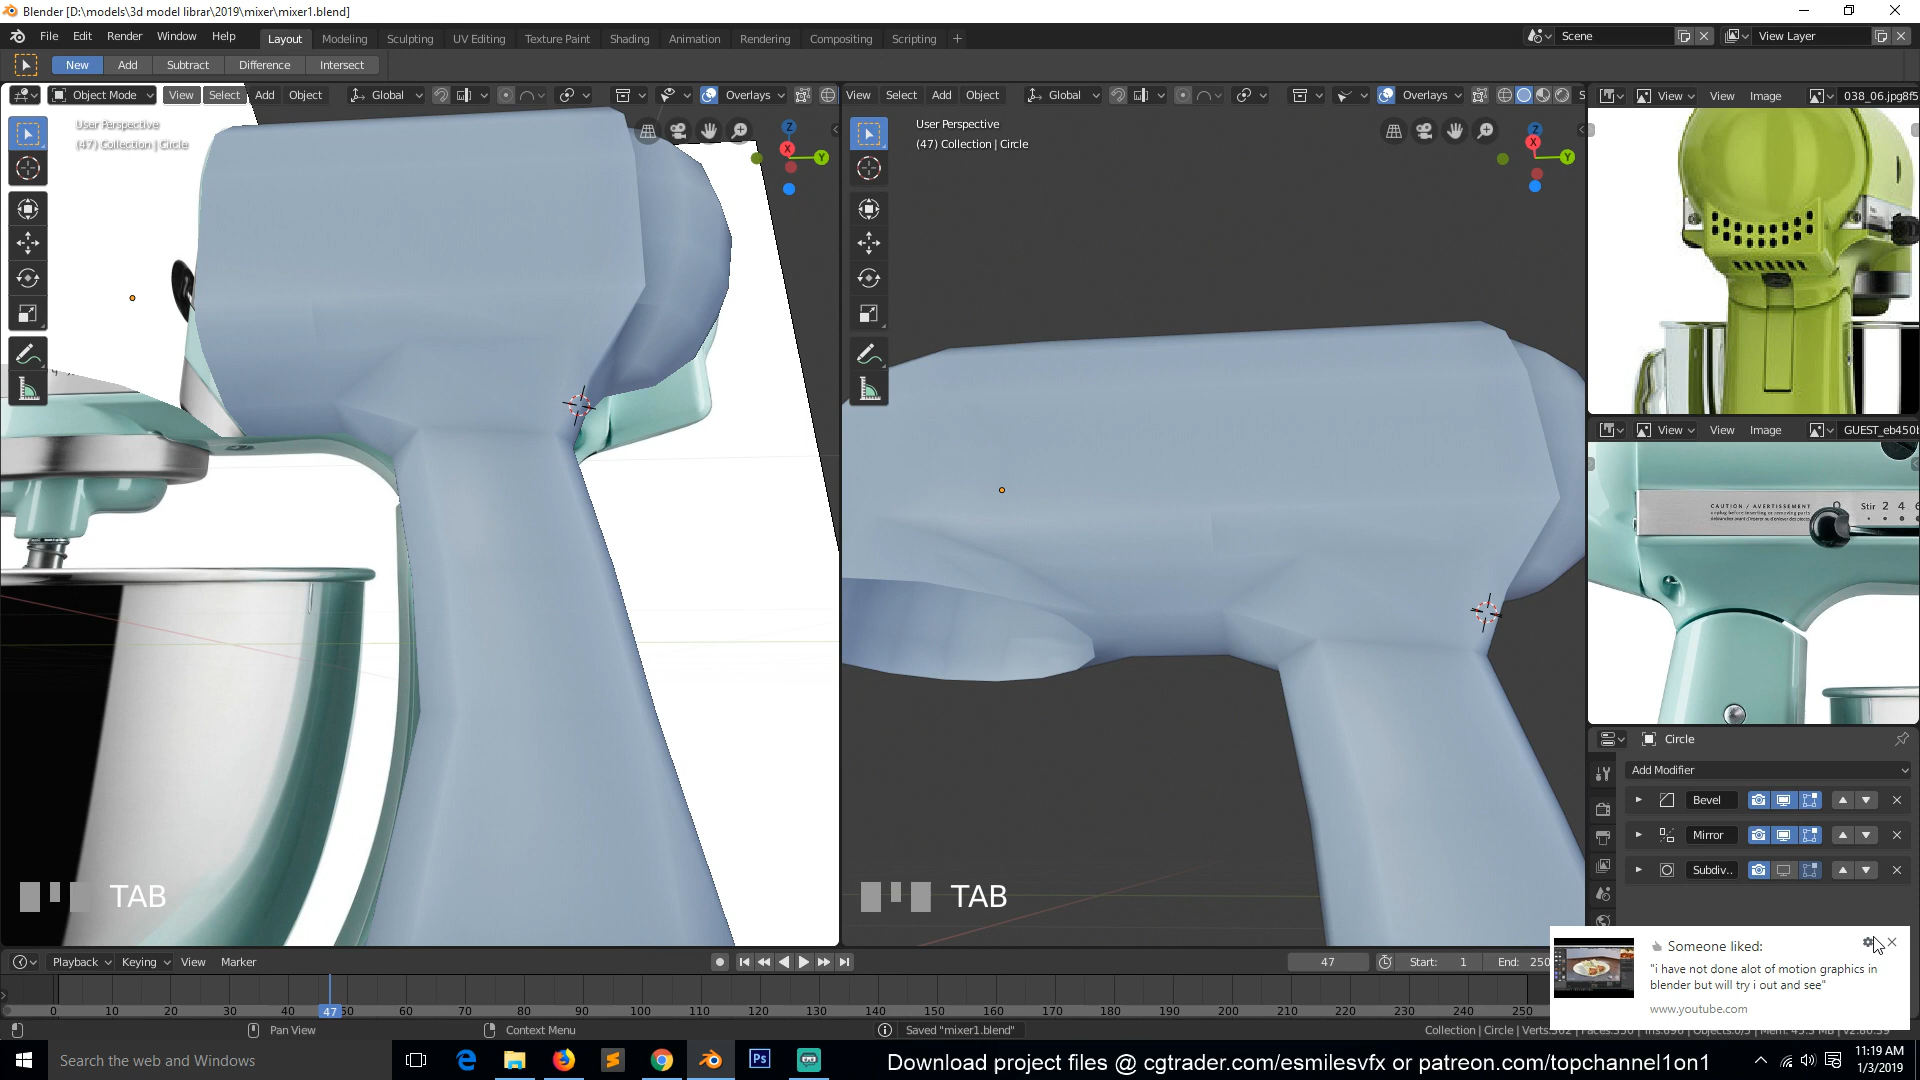 Blender [D:\models\3d model librar\2019\mixer\mixer1.blend]
File Edit Render Window Help
Layout Modeling Sculpting UV Editing Texture Paint Shading Animation Rendering Compositing Scripting +
Scene
View Layer
New Add Subtract Difference Intersect
Object Mode View Select Add Object Global Overlays
View Select Add Object Global Overlays S
View View Image 038_06.jpg8f5
User Perspective
(47) Collection | Circle
User Perspective
(47) Collection | Circle
Z
X
Y
Z
X
Y
View View Image GUEST_eb450b
CAUTION / AVERTISSEMENT
Stir 2 4 6
Circle
Add Modifier
Bevel
Mirror
Subdiv..
TAB
TAB
Someone liked:
"i have not done alot of motion graphics in
blender but will try i out and see"
www.youtube.com
Playback Keying View Marker
47 Start: 1 End: 250
0 10 20 30 40 47 50 60 70 80 90 100 110 120 130 140 150 160 170 180 190 200 210 220 230 240 250
Pan View Context Menu Saved "mixer1.blend"
Search the web and Windows
Ps
Download project files @ cgtrader.com/esmilesvfx or patreon.com/topchannel1on1
11:19 AM
1/3/2019